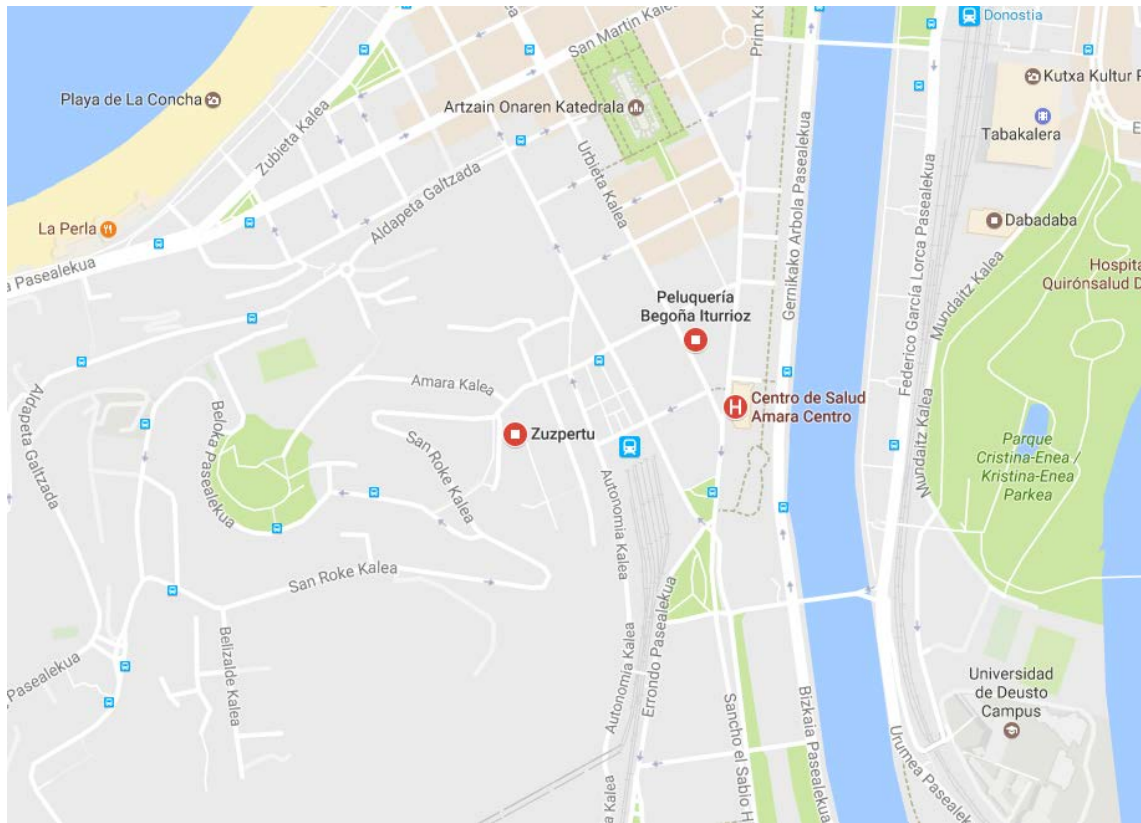 Donostia
San Martin Kalea
Prim Ka
Kutxa Kultur P
Playa de La Concha
Artzain Onaren Katedrala
Tabakalera
Zubieta Kalea
E
Urbieta Kalea
Gernikako Arbola Pasealekua
Federico García Lorca Pasealekua
Aldapeta Galtzada
La Perla
Dabadaba
a Pasealekua
Hospita
Quirónsalud D
Mundaitz Kalea
Peluquería
Begoña Iturrioz
Amara Kalea
Centro de Salud
Amara Centro
Aldapeta Galtzada
Beloka Pasealekua
San Roke Kalea
Zuzpertu
Mundaitz Kalea
Parque
Cristina-Enea /
Kristina-Enea
Parkea
Autonomia Kalea
San Roke Kalea
Belizalde Kalea
Pasealekua
Autonomia Kalea
Errondo Pasealekua
Sancho el Sabio H
Bizkaia Pasealekua
Universidad
de Deusto
Campus
Urumea Pasealek
H